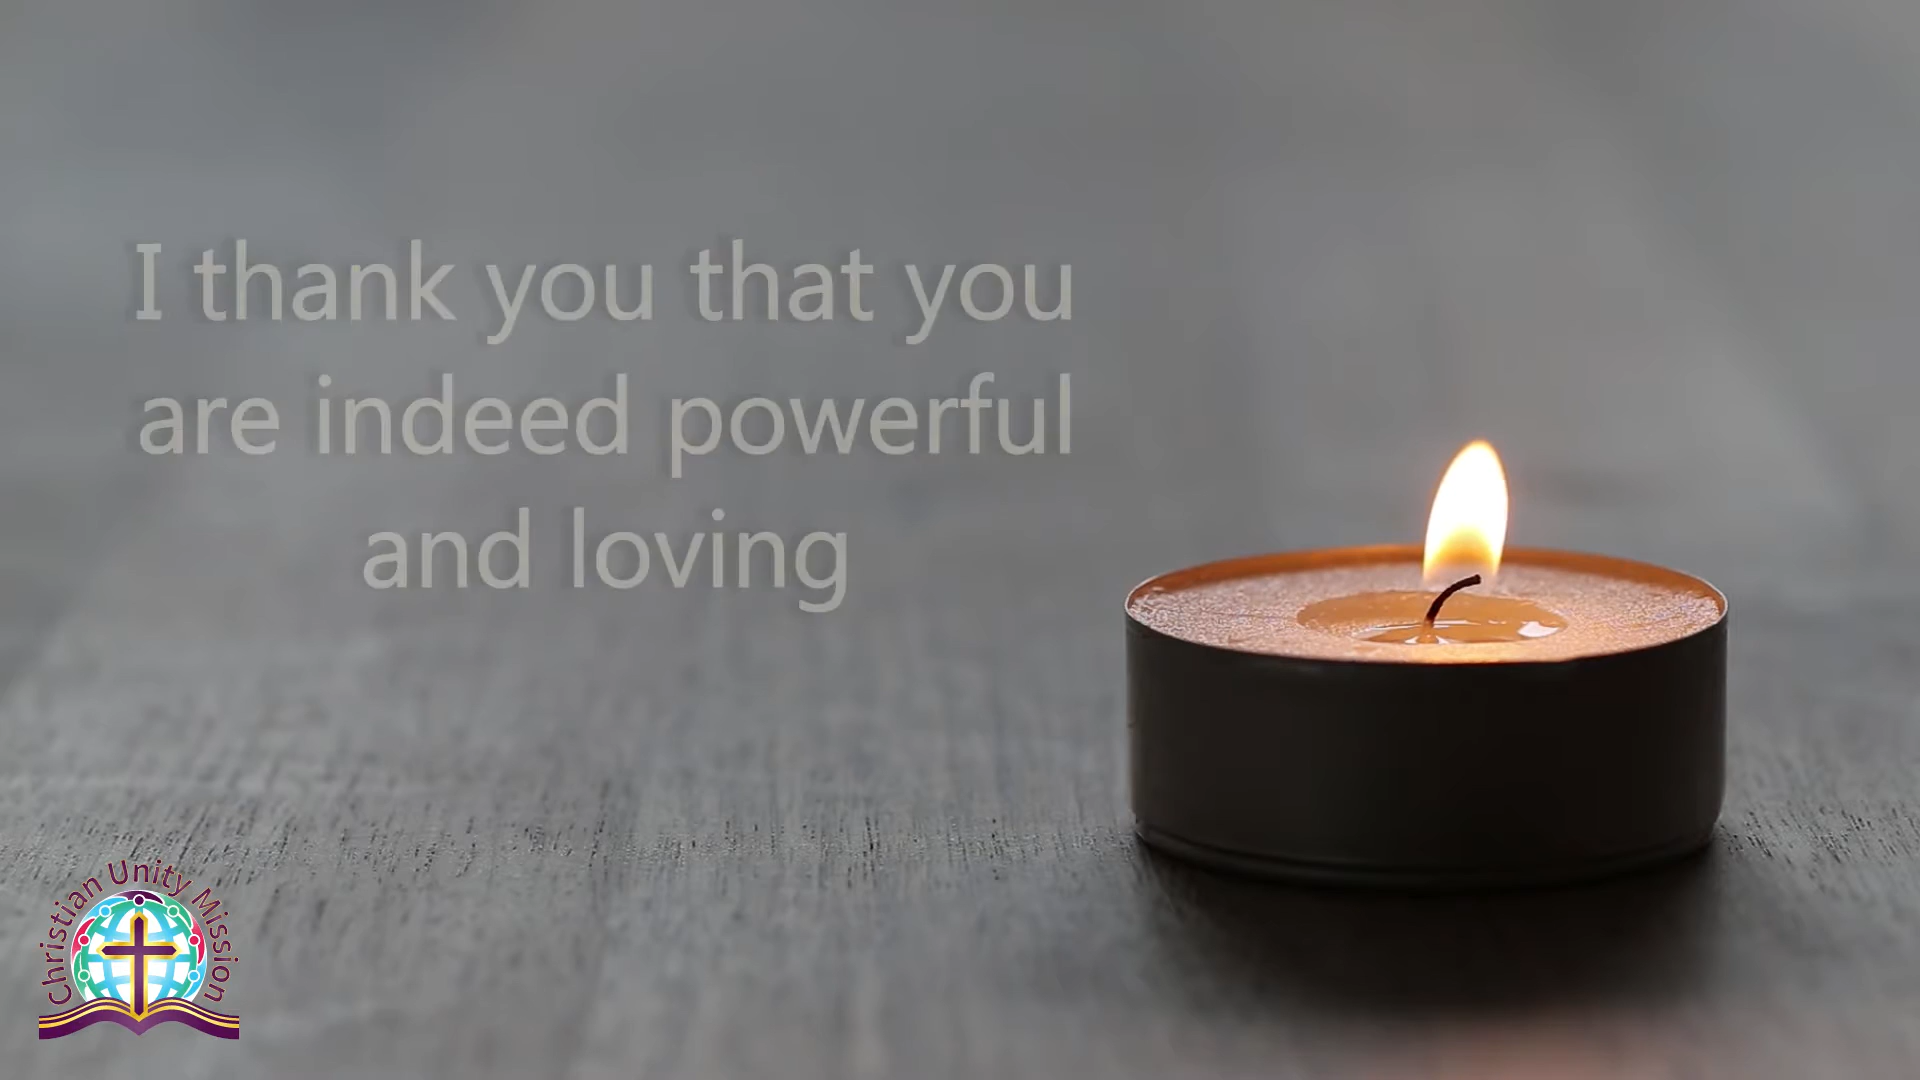 I thank you that you
are indeed powerful
and loving
Christian Unity Mission